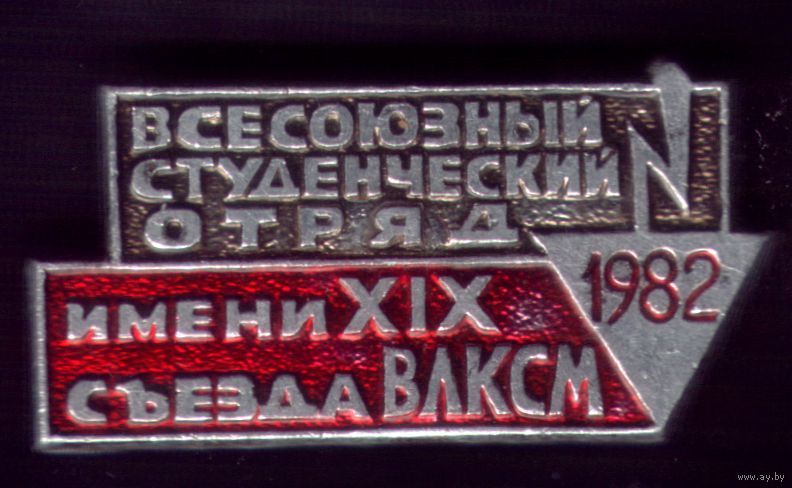 ВСЕСОЮЗНЫЙ
СТУДЕНЧЕСКИЙ
ОТРЯД
ИМЕНИ XIX
СЪЕЗДА ВЛКСМ
1982
www.ay.by